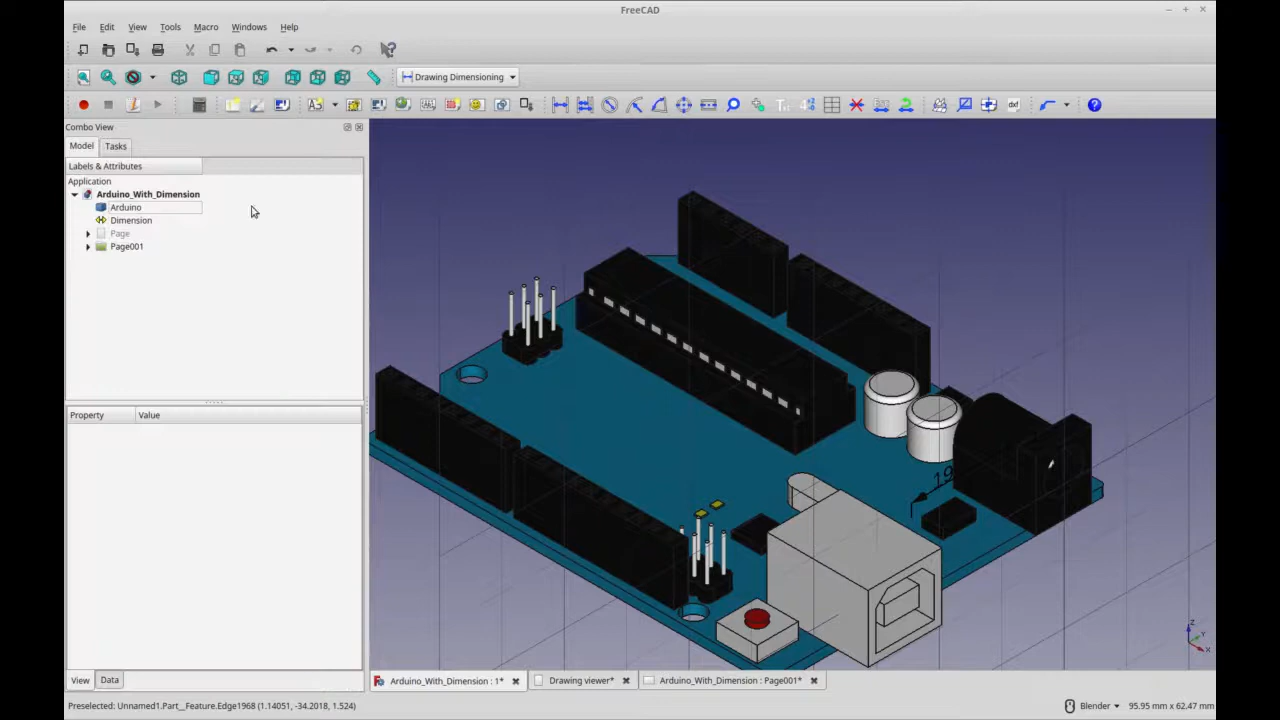 FreeCAD
File Edit View Tools Macro Windows Help
Drawing Dimensioning
Combo View
Model Tasks
Labels & Attributes
Application
Arduino_With_Dimension
Arduino
Dimension
Page
Page001
19
Property Value
View Data
Arduino_With_Dimension : 1* Drawing viewer* Arduino_With_Dimension : Page001*
Preselected: Unnamed1.Part__Feature.Edge1968 (1.14051, -34.2018, 1.524) Blender 95.95 mm x 62.47 mm
Z
Y
X